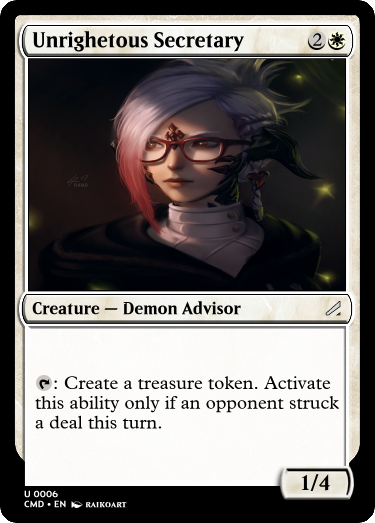 Unrighetous Secretary 2
Creature — Demon Advisor
: Create a treasure token. Activate
this ability only if an opponent struck
a deal this turn.
1/4
U 0006
CMD • EN RAIKOART